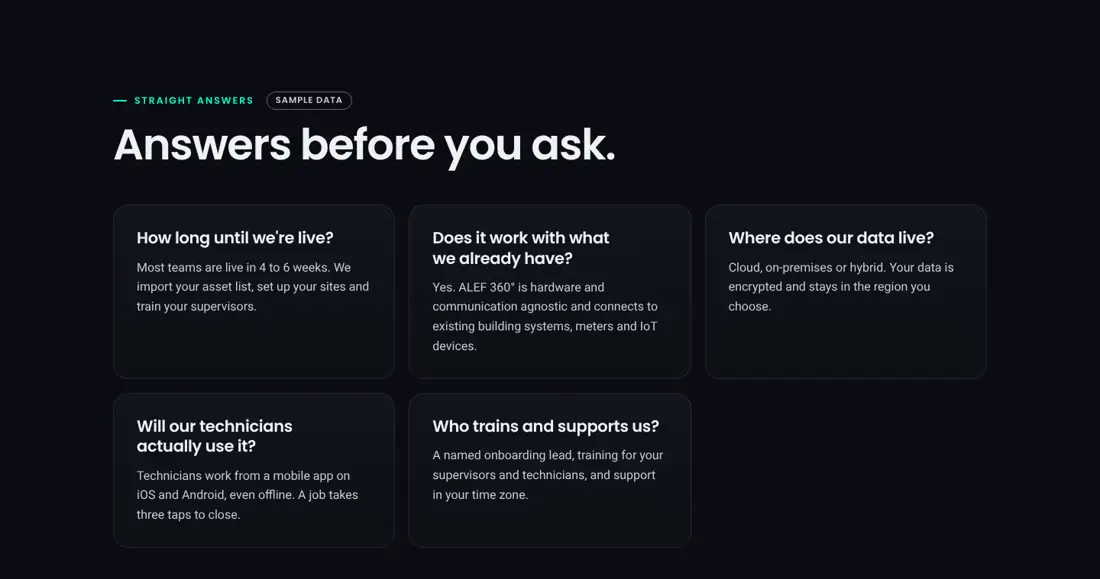 STRAIGHT ANSWERS
SAMPLE DATA
Answers before you ask.
How long until we're live?
Most teams are live in 4 to 6 weeks. We
import your asset list, set up your sites and
train your supervisors.
Does it work with what
we already have?
Yes. ALEF 360° is hardware and
communication agnostic and connects to
existing building systems, meters and IoT
devices.
Where does our data live?
Cloud, on-premises or hybrid. Your data is
encrypted and stays in the region you
choose.
Will our technicians
actually use it?
Technicians work from a mobile app on
iOS and Android, even offline. A job takes
three taps to close.
Who trains and supports us?
A named onboarding lead, training for your
supervisors and technicians, and support
in your time zone.